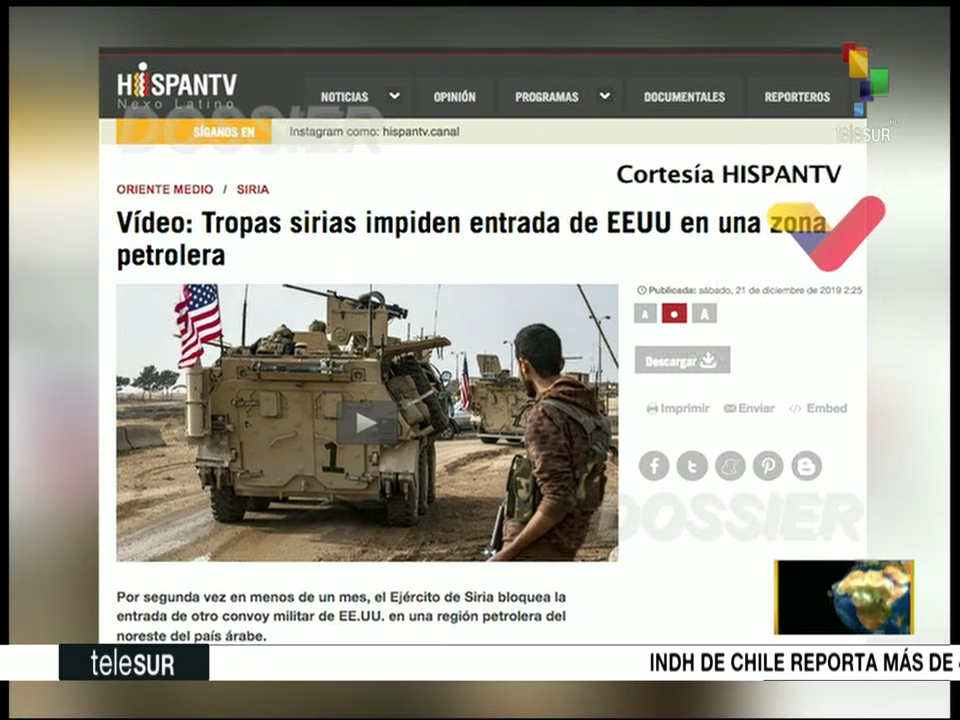 HISPANTV
Nexo Latino
NOTICIAS OPINIÓN PROGRAMAS DOCUMENTALES REPORTEROS
teleSUR HD
DOSSIER
SÍGANOS EN Instagram como: hispantv.canal
Cortesía HISPANTV
ORIENTE MEDIO / SIRIA
Vídeo: Tropas sirias impiden entrada de EEUU en una zona
petrolera
Publicada: sábado, 21 de diciembre de 2019 2:25
A A
Descargar
Imprimir Enviar </> Embed
1
DOSSIER
Por segunda vez en menos de un mes, el Ejército de Siria bloquea la
entrada de otro convoy militar de EE.UU. en una región petrolera del
noreste del país árabe.
teleSUR INDH DE CHILE REPORTA MÁS DE